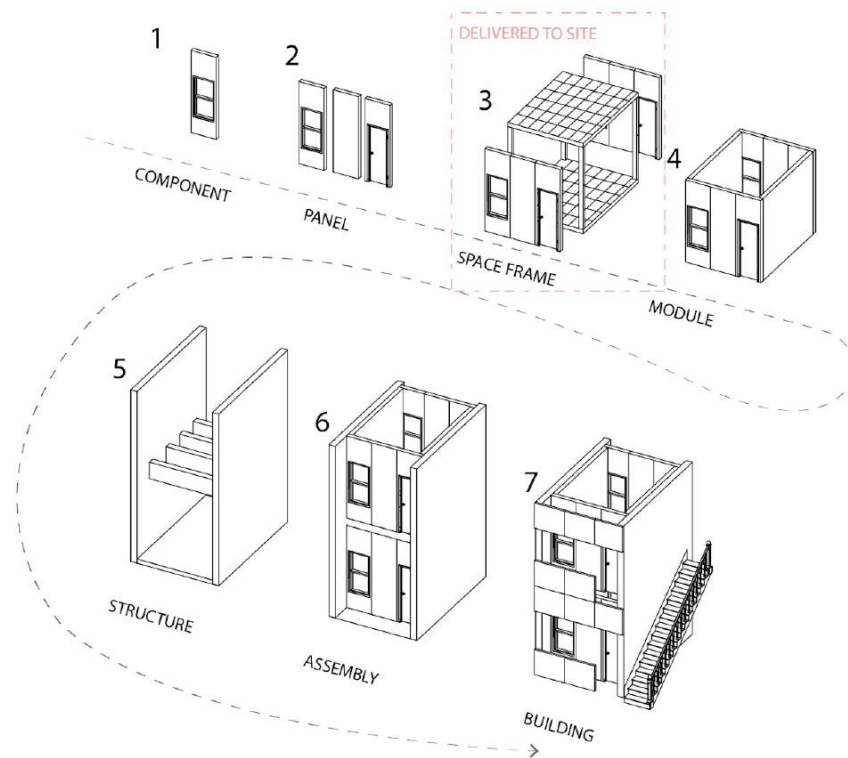 DELIVERED TO SITE
1
2
3
4
COMPONENT
PANEL
SPACE FRAME
MODULE
5
6
7
STRUCTURE
ASSEMBLY
BUILDING